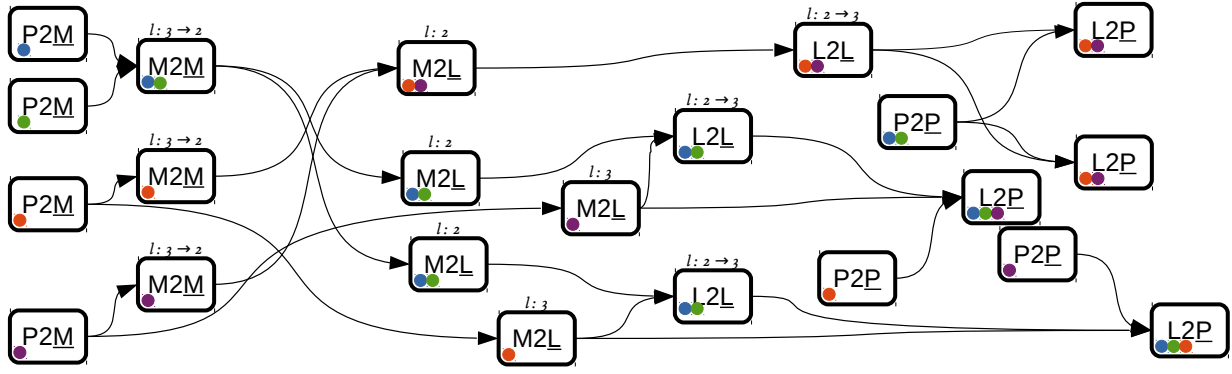 P2M
l: 3 → 2
M2M
P2M
l: 2
M2L
l: 2 → 3
L2L
L2P
l: 2 → 3
L2L
P2P
l: 3 → 2
M2M
l: 2
M2L
L2P
P2M
l: 3
M2L
L2P
l: 3 → 2
M2M
l: 2
M2L
l: 2 → 3
L2L
P2P
P2P
P2M
l: 3
M2L
L2P